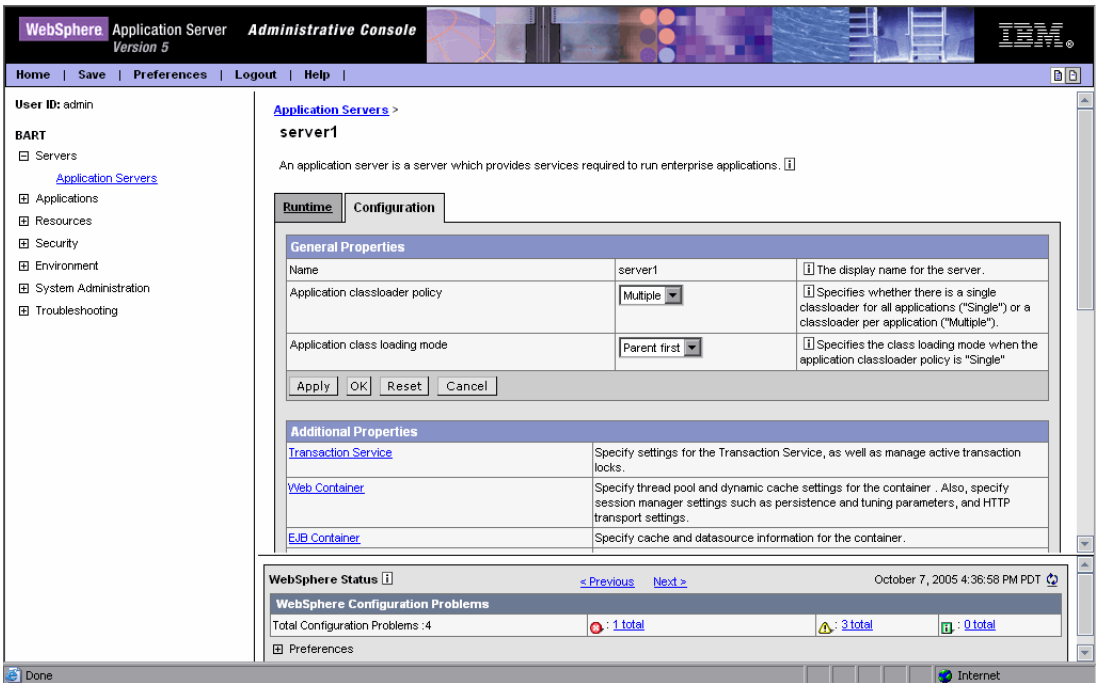 WebSphere Application Server Administrative Console
Version 5
IBM®
Home | Save | Preferences | Logout | Help |
User ID: admin
BART
Servers
Application Servers
Applications
Resources
Security
Environment
System Administration
Troubleshooting
Application Servers >
server1
An application server is a server which provides services required to run enterprise applications. i
Runtime Configuration
General Properties
Name server1 i The display name for the server.
Application classloader policy Multiple i Specifies whether there is a single
classloader for all applications ("Single") or a
classloader per application ("Multiple").
Application class loading mode Parent first i Specifies the class loading mode when the
application classloader policy is "Single"
Apply OK Reset Cancel
Additional Properties
Transaction Service Specify settings for the Transaction Service, as well as manage active transaction
locks.
Web Container Specify thread pool and dynamic cache settings for the container . Also, specify
session manager settings such as persistence and tuning parameters, and HTTP
transport settings.
EJB Container Specify cache and datasource information for the container.
WebSphere Status i < Previous Next > October 7, 2005 4:36:58 PM PDT
WebSphere Configuration Problems
Total Configuration Problems :4 : 1 total : 3 total : 0 total
Preferences
Done Internet